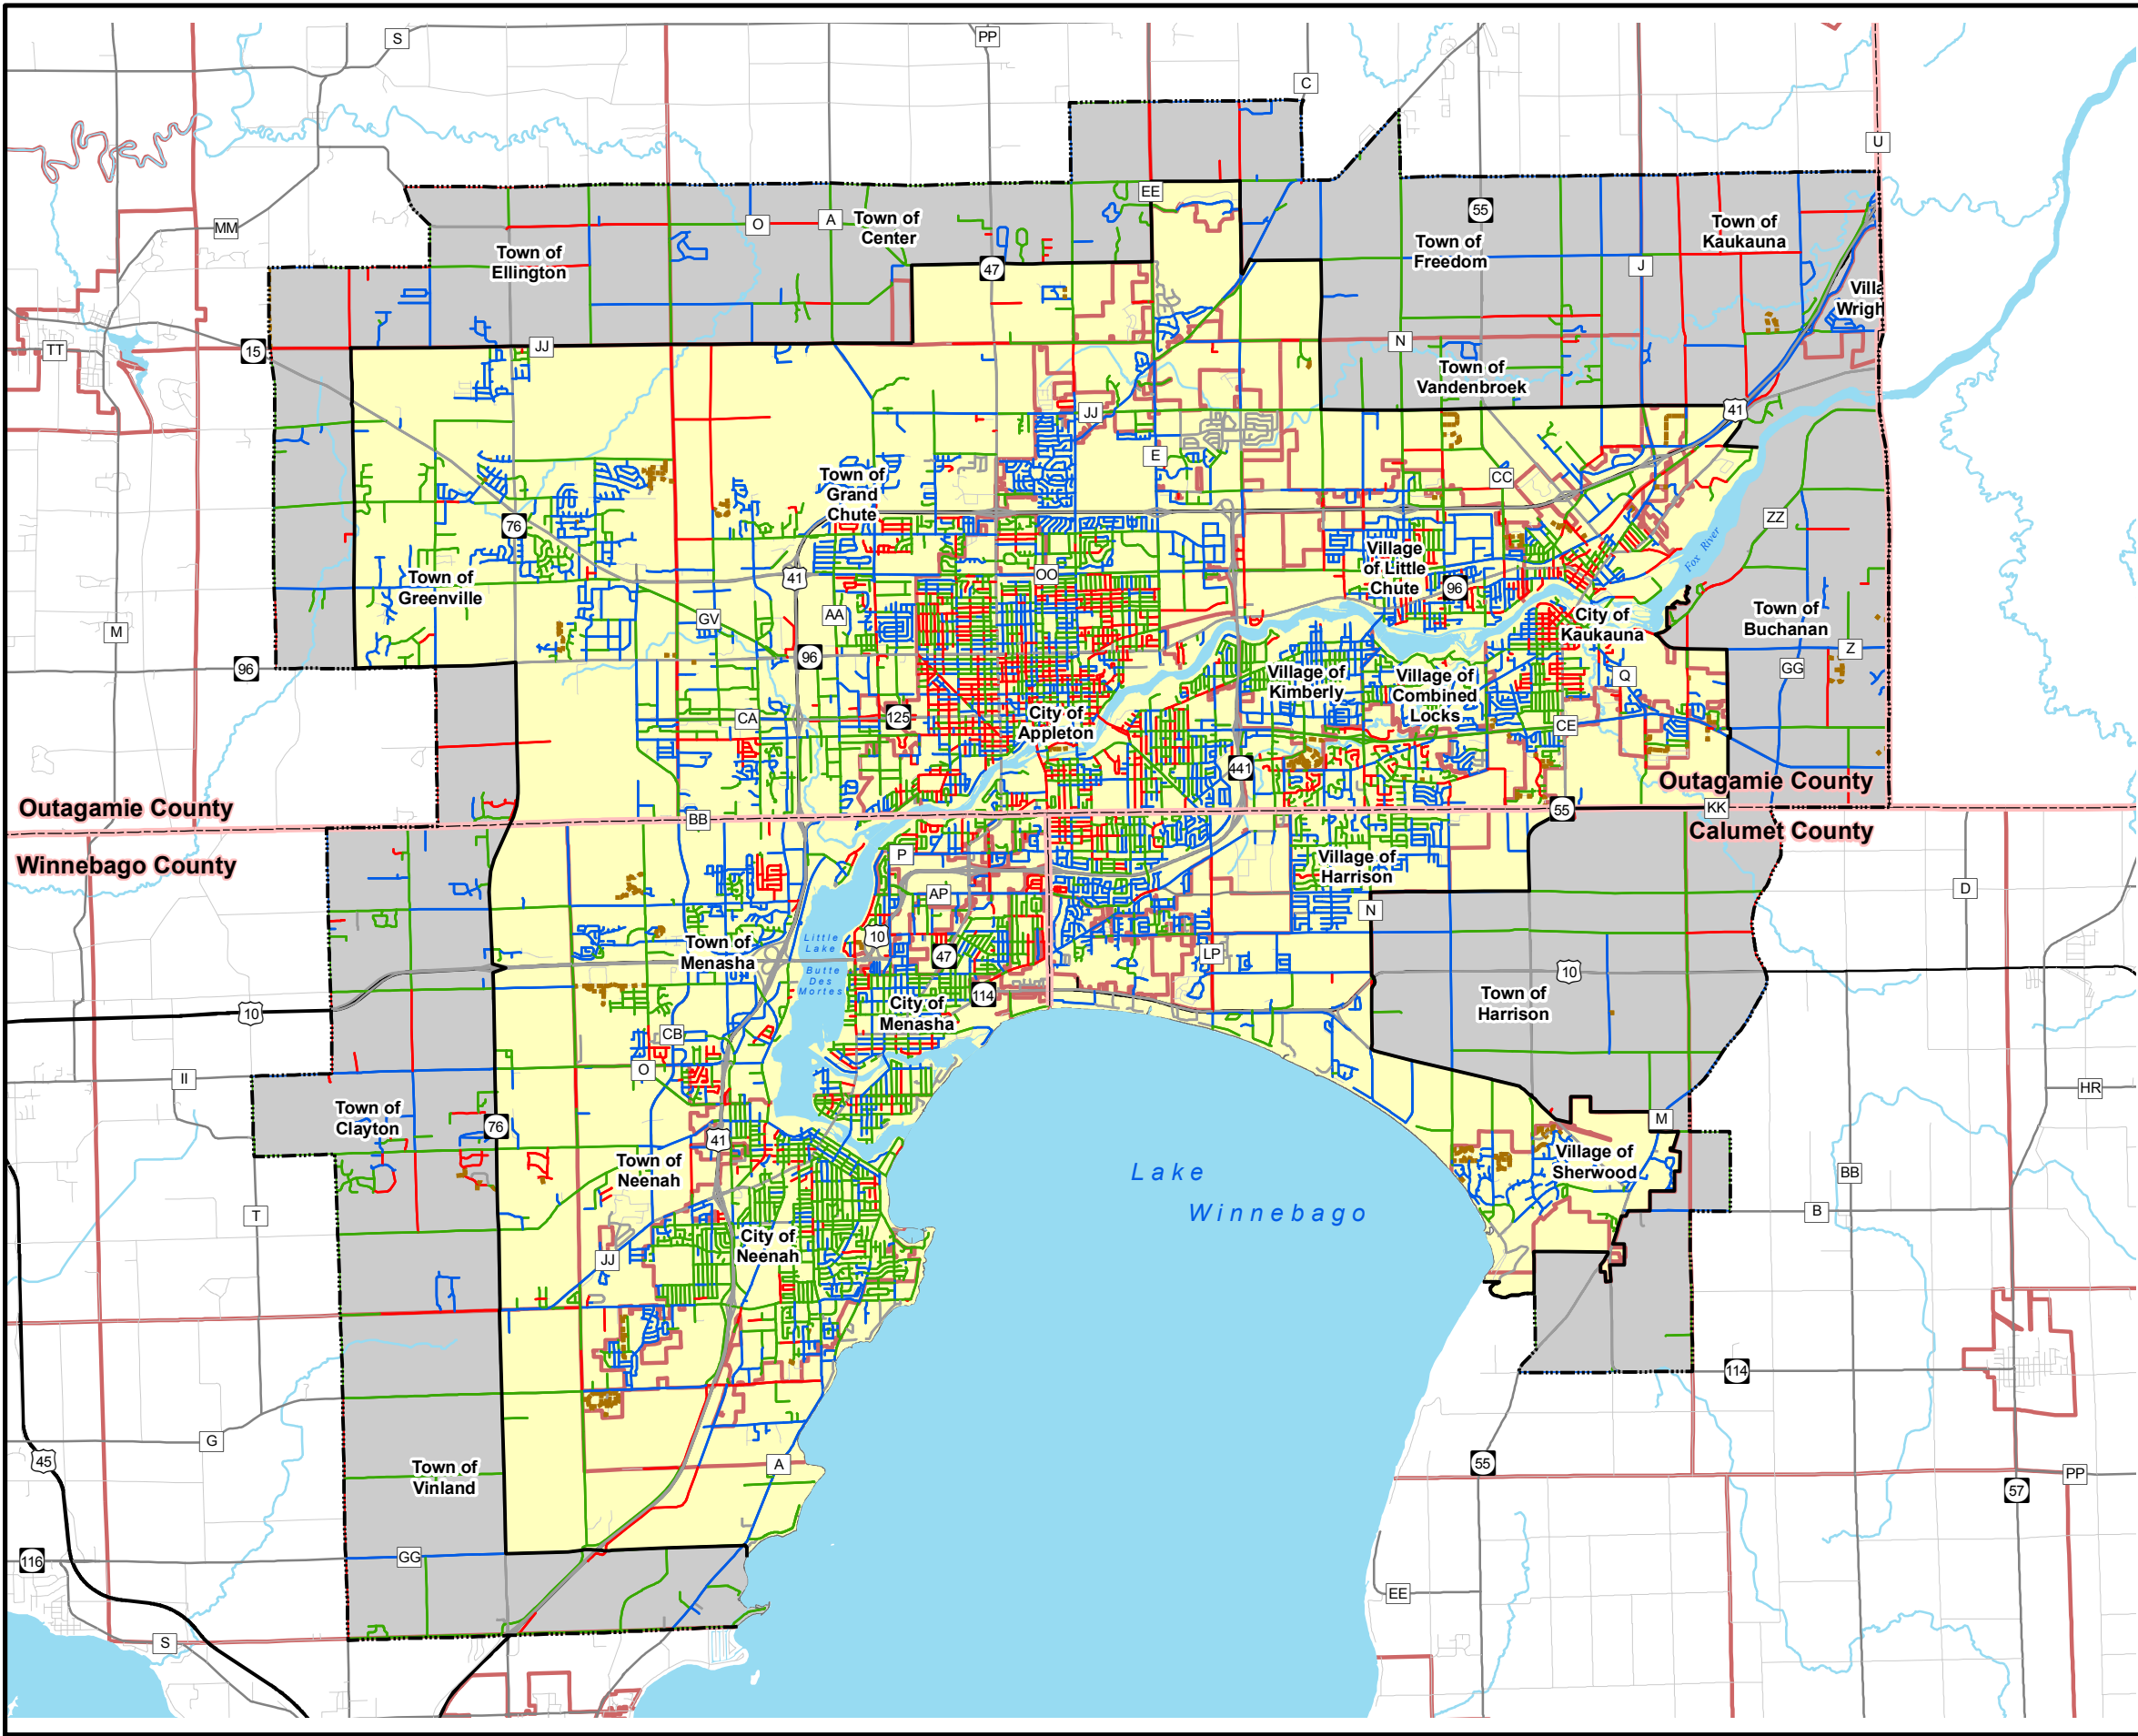 S
PP
C
U
MM
EE
O
A
Town of
Center
55
Town of
Kaukauna
Town of
Ellington
Town of
Freedom
47
J
Villa
Wrigh
15
TT
JJ
N
Town of
Vandenbroek
JJ
41
E
Town of
Grand
Chute
CC
76
ZZ
Fox River
Village
of Little
Chute
41
OO
Town of
Greenville
96
GV
AA
City of
Kaukauna
Town of
Buchanan
M
96
96
Z
GG
Q
Village of
Kimberly
Village of
Combined
Locks
CA
125
City of
Appleton
CE
441
Outagamie County
Outagamie County
BB
55
KK
Winnebago County
Calumet County
P
Village of
Harrison
AP
D
N
Little
Lake
Butte
Des
Mortes
10
Town of
Menasha
47
LP
10
114
Town of
Harrison
City of
Menasha
10
CB
O
II
HR
Town of
Clayton
76
M
41
Town of
Neenah
Lake
Winnebago
Village of
Sherwood
BB
T
B
City of
Neenah
JJ
114
G
45
A
55
PP
Town of
Vinland
57
116
GG
EE
S